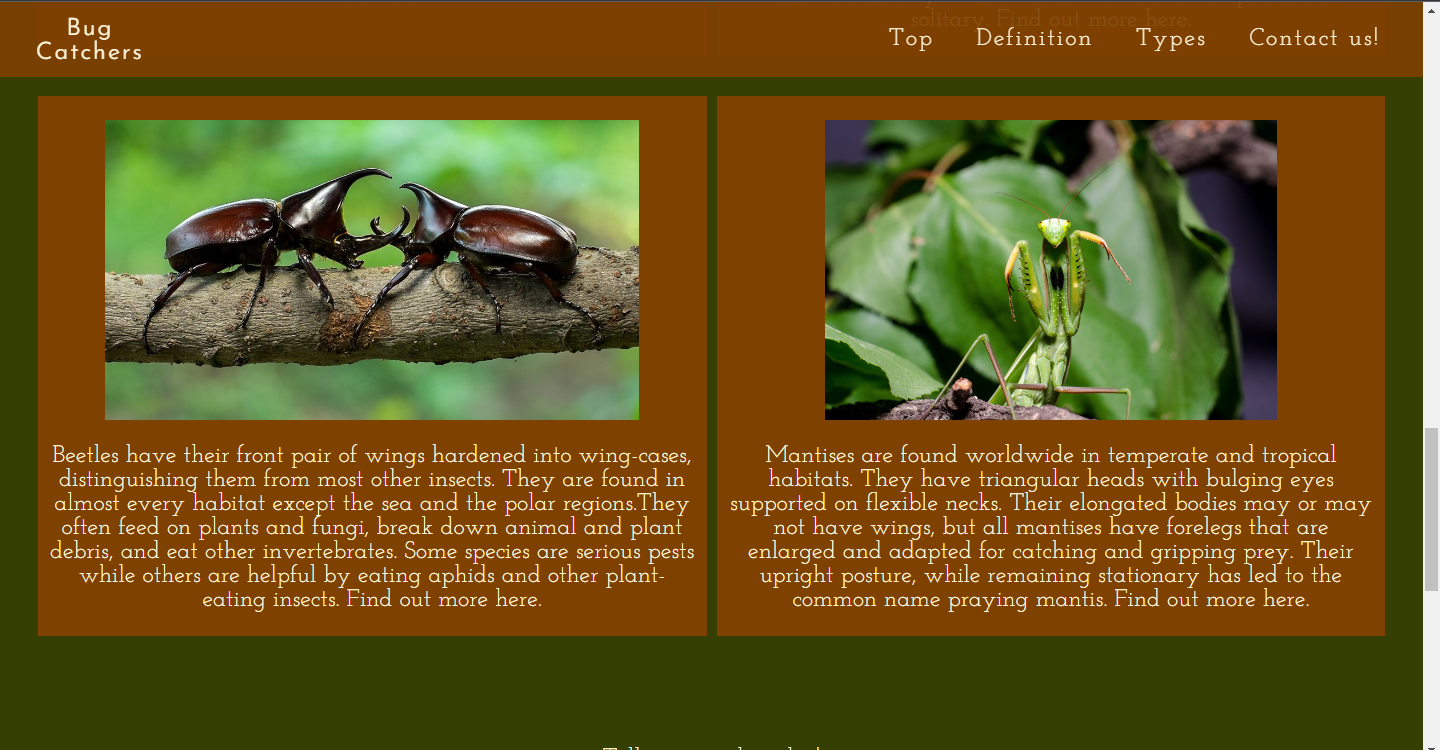 solitary. Find out more here.
Bug
Catchers
Top Definition Types Contact us!
Beetles have their front pair of wings hardened into wing-cases,
distinguishing them from most other insects. They are found in
almost every habitat except the sea and the polar regions.They
often feed on plants and fungi, break down animal and plant
debris, and eat other invertebrates. Some species are serious pests
while others are helpful by eating aphids and other plant-
eating insects. Find out more here.
Mantises are found worldwide in temperate and tropical
habitats. They have triangular heads with bulging eyes
supported on flexible necks. Their elongated bodies may or may
not have wings, but all mantises have forelegs that are
enlarged and adapted for catching and gripping prey. Their
upright posture, while remaining stationary has led to the
common name praying mantis. Find out more here.